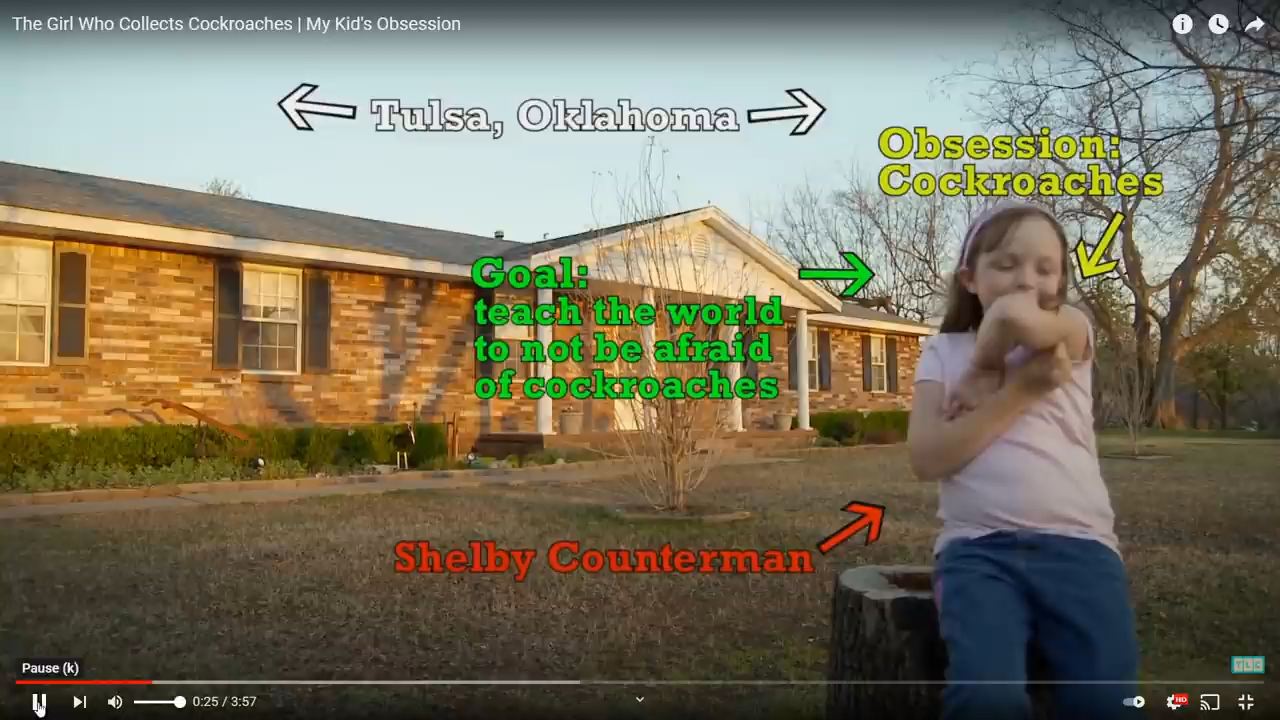 The Girl Who Collects Cockroaches | My Kid's Obsession
Tulsa, Oklahoma
Obsession:
Cockroaches
Goal:
teach the world
to not be afraid
of cockroaches
Shelby Counterman
TLC
Pause (k)
0:25 / 3:57
HD